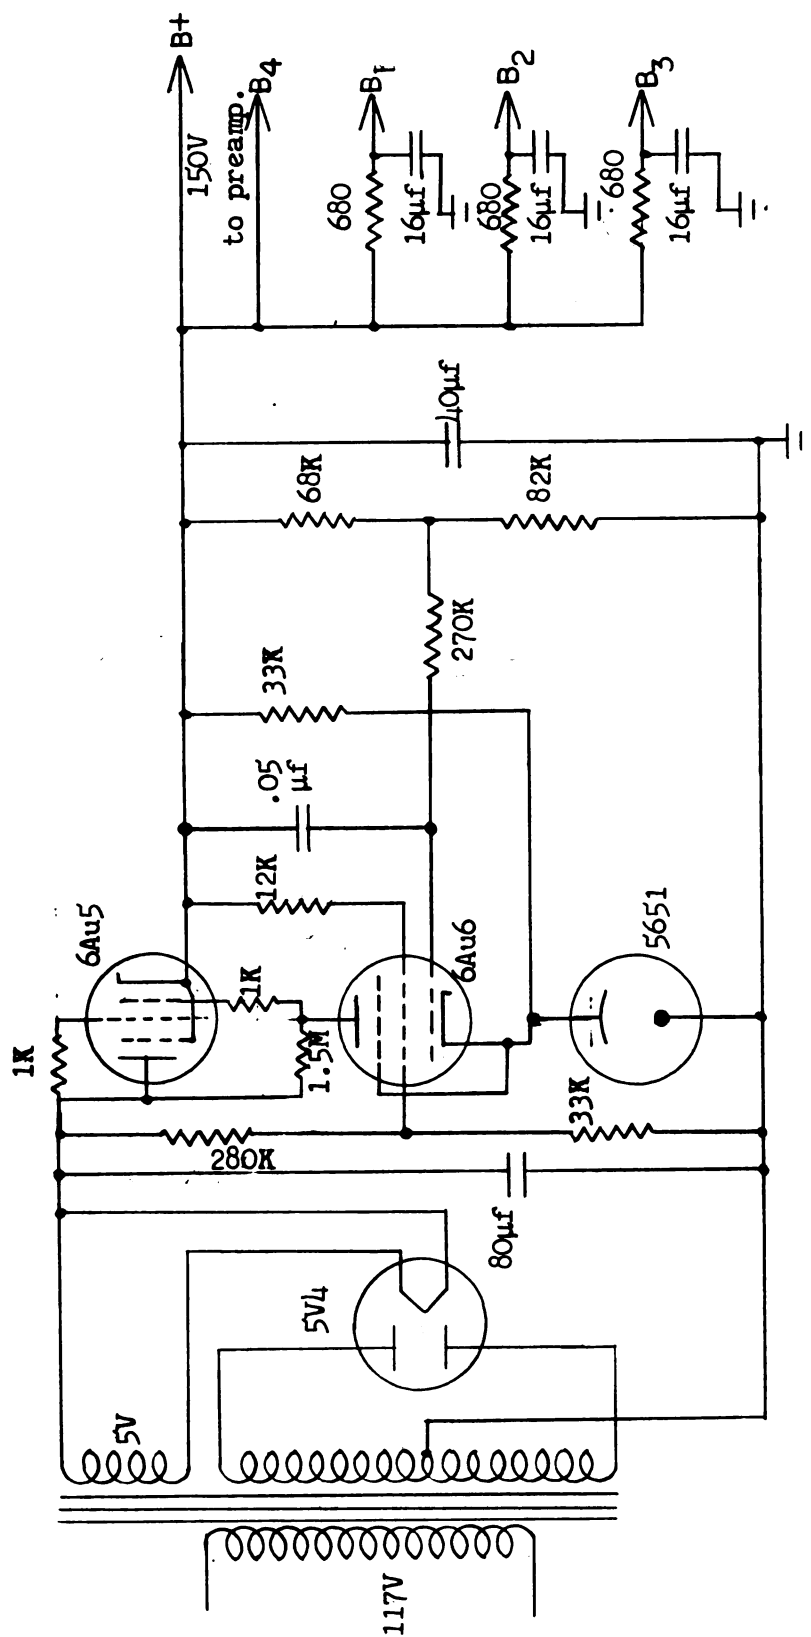 117V
5V
5V4
80µf
280K
33K
1K
6Au5
1K
1.5M
6Au6
5651
12K
.05
µf
33K
270K
68K
82K
40µf
150V
B+
to preamp.
B4
680
16µf
B1
680
16µf
B2
680
16µf
B3